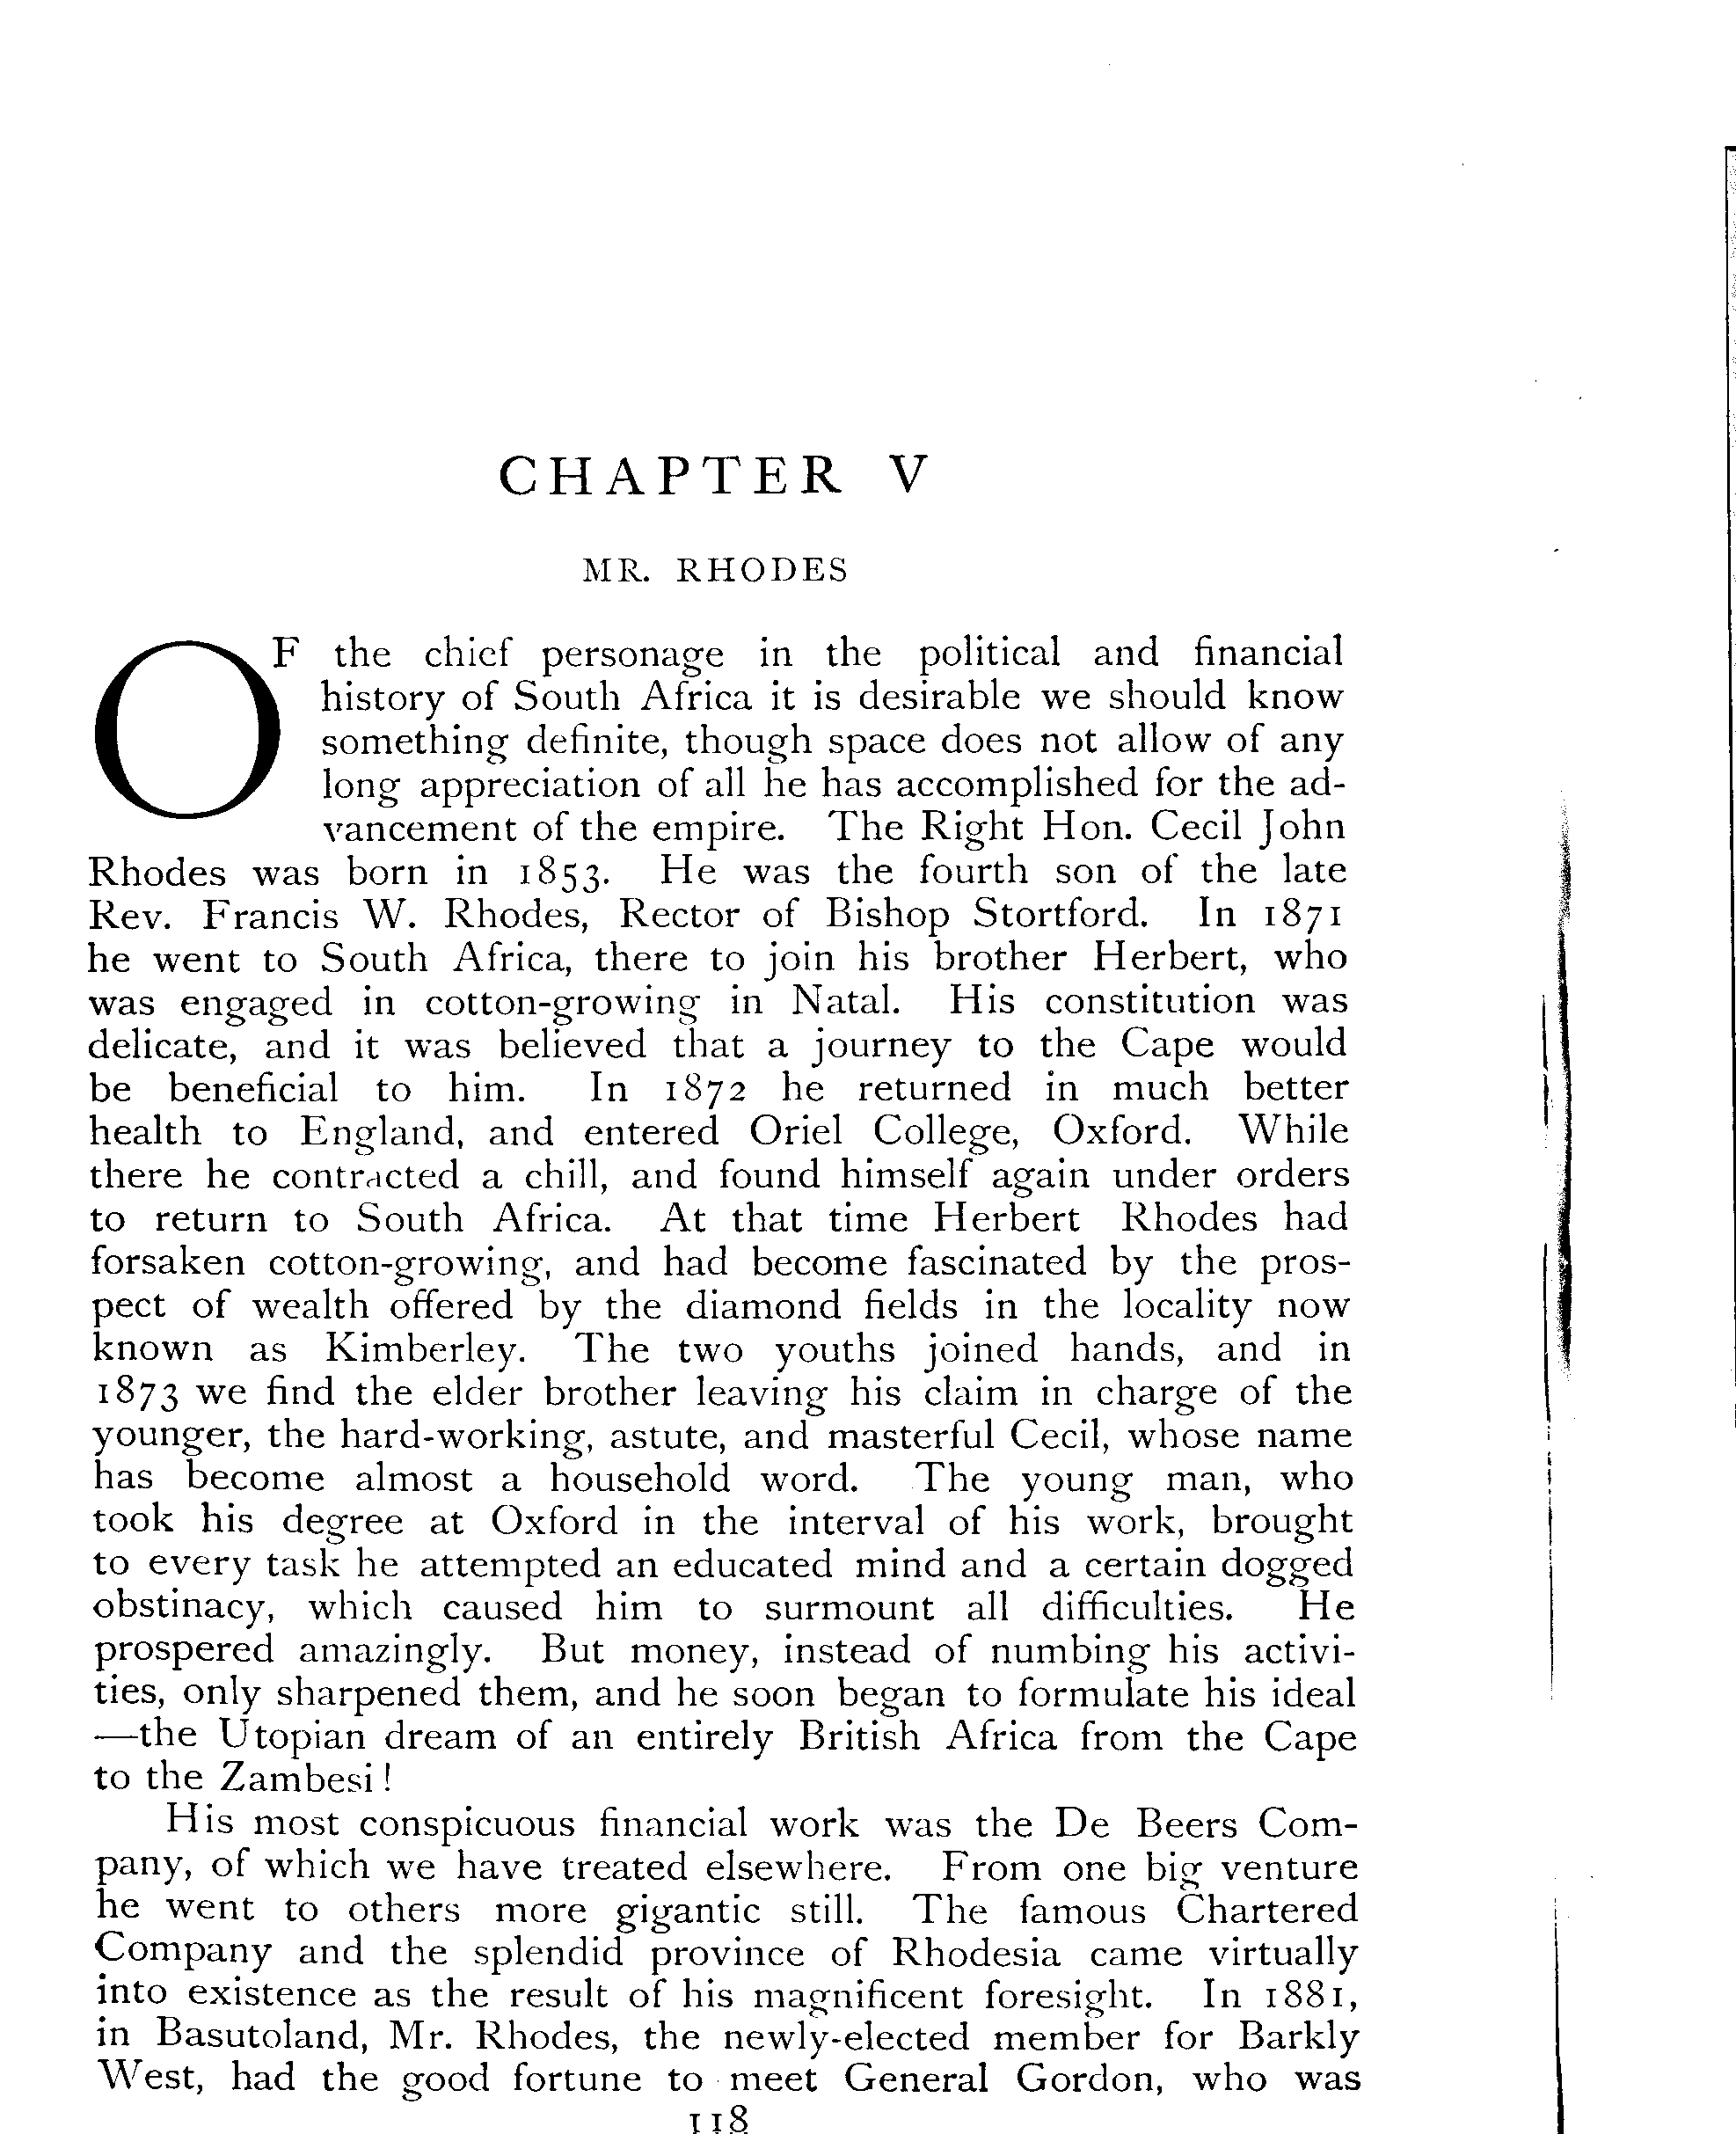 CHAPTER V
MR. RHODES
OF the chief personage in the political and financial
history of South Africa it is desirable we should know
something definite, though space does not allow of any
long appreciation of all he has accomplished for the ad-
vancement of the empire. The Right Hon. Cecil John
Rhodes was born in 1853. He was the fourth son of the late
Rev. Francis W. Rhodes, Rector of Bishop Stortford. In 1871
he went to South Africa, there to join his brother Herbert, who
was engaged in cotton-growing in Natal. His constitution was
delicate, and it was believed that a journey to the Cape would
be beneficial to him. In 1872 he returned in much better
health to England, and entered Oriel College, Oxford. While
there he contracted a chill, and found himself again under orders
to return to South Africa. At that time Herbert Rhodes had
forsaken cotton-growing, and had become fascinated by the pros-
pect of wealth offered by the diamond fields in the locality now
known as Kimberley. The two youths joined hands, and in
1873 we find the elder brother leaving his claim in charge of the
younger, the hard-working, astute, and masterful Cecil, whose name
has become almost a household word. The young man, who
took his degree at Oxford in the interval of his work, brought
to every task he attempted an educated mind and a certain dogged
obstinacy, which caused him to surmount all difficulties. He
prospered amazingly. But money, instead of numbing his activi-
ties, only sharpened them, and he soon began to formulate his ideal
—the Utopian dream of an entirely British Africa from the Cape
to the Zambesi!
His most conspicuous financial work was the De Beers Com-
pany, of which we have treated elsewhere. From one big venture
he went to others more gigantic still. The famous Chartered
Company and the splendid province of Rhodesia came virtually
into existence as the result of his magnificent foresight. In 1881,
in Basutoland, Mr. Rhodes, the newly-elected member for Barkly
West, had the good fortune to meet General Gordon, who was
118